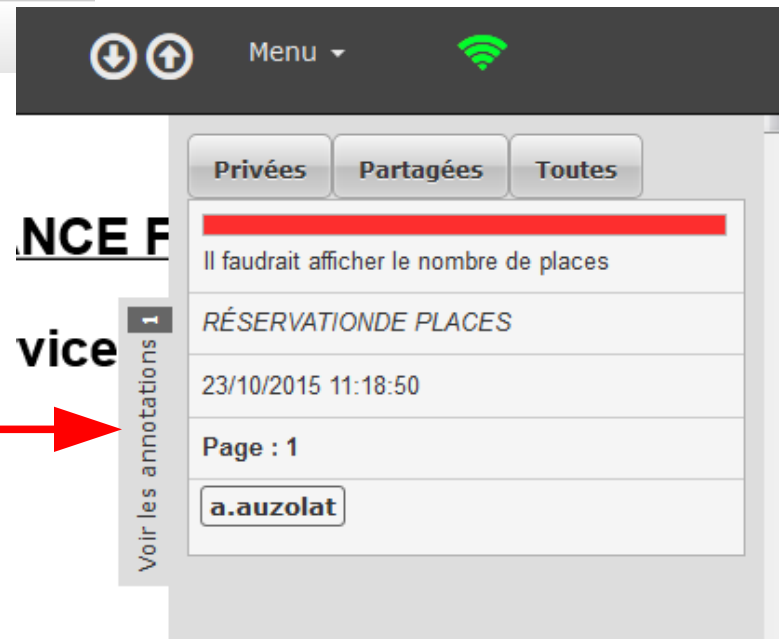 Menu
Privées Partagées Toutes
NCE F
vice
Voir les annotations 1
Il faudrait afficher le nombre de places
RÉSERVATIONDE PLACES
23/10/2015 11:18:50
Page : 1
a.auzolat